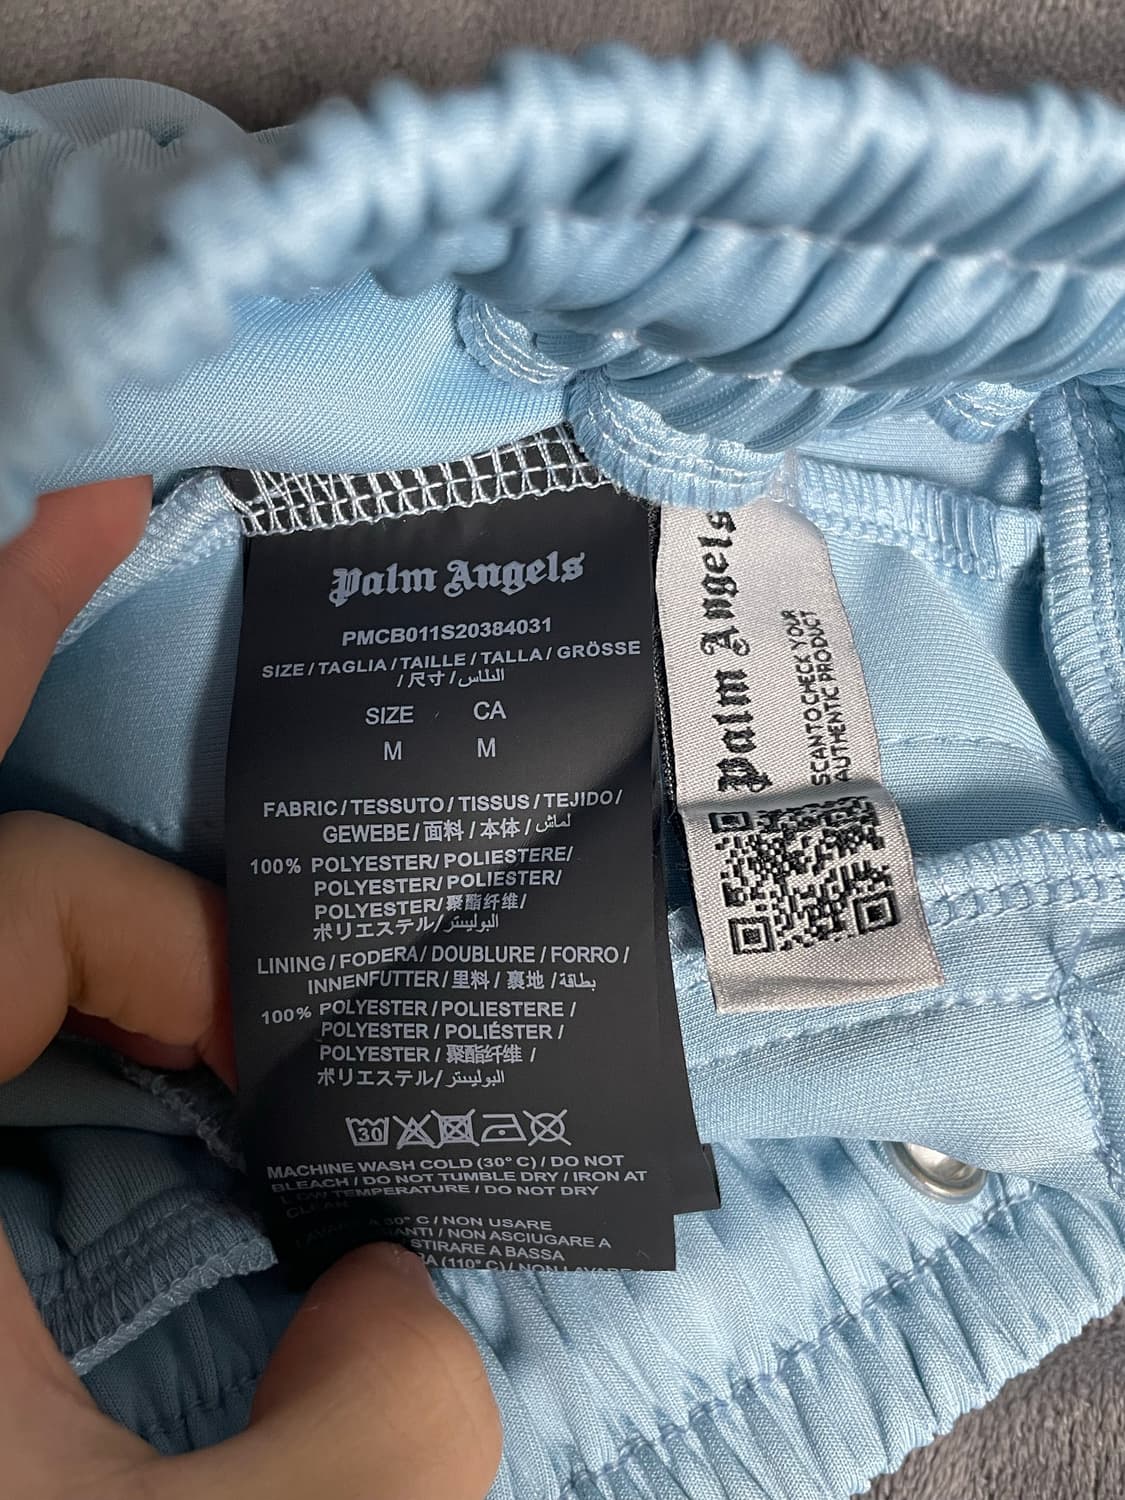 Palm Angels
PMCB011S20384031
SIZE / TAGLIA / TAILLE / TALLA / GRÖSSE
/ 尺寸 /
SIZE CA
M M
FABRIC / TESSUTO / TISSUS / TEJIDO /
GEWEBE / 面料 / 本体 / لماش
100% POLYESTER/ POLIESTERE/
POLYESTER/ POLIESTER/
POLYESTER/聚酯纤维/
ポリエステル/ البوليستر
LINING / FODERA / DOUBLURE / FORRO /
INNENFUTTER / 里料 / 裏地 / بطاقة
100% POLYESTER / POLIESTERE /
POLYESTER / POLIÉSTER /
POLYESTER / 聚酯纤维 /
ポリエステル/ البوليستر
30
MACHINE WASH COLD (30° C) / DO NOT
BLEACH / DO NOT TUMBLE DRY / IRON AT
LOW TEMPERATURE / DO NOT DRY
CLEAN
A 30° C / NON USARE
ANTI / NON ASCIUGARE A
STIRARE A BASSA
RA (110° C) / NON LAVARE A
Palm Angels
SCAN TO CHECK YOUR
AUTHENTIC PRODUCT